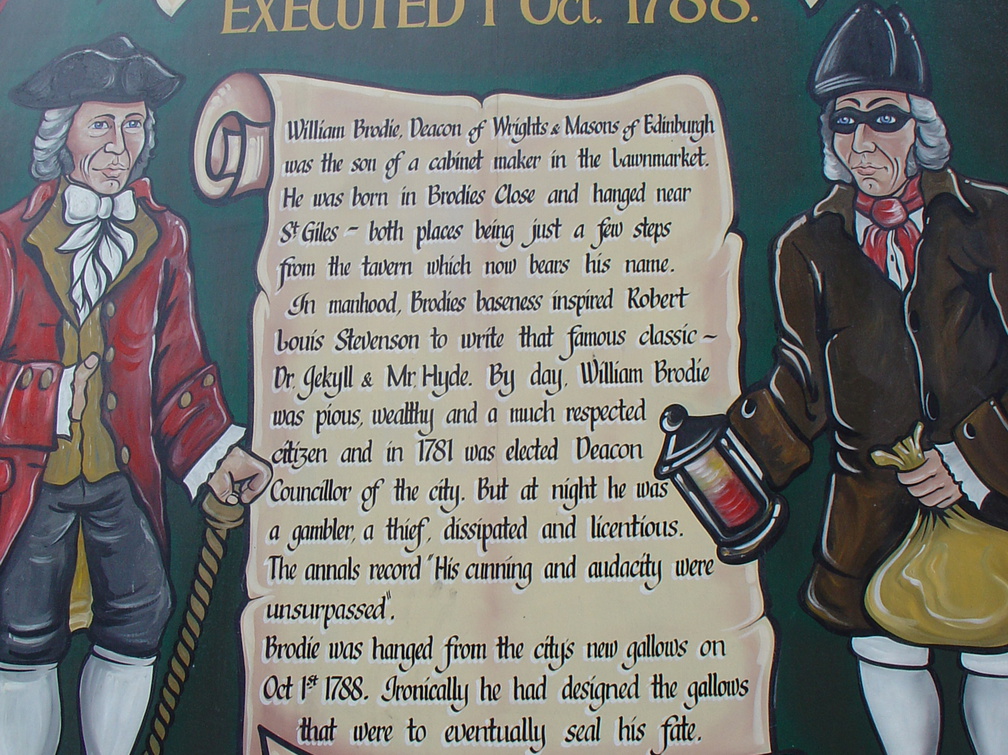 EXECUTED 1 Oct. 1788.
William Brodie, Deacon of Wrights & Masons of Edinburgh
was the son of a cabinet maker in the Lawnmarket.
He was born in Brodies Close and hanged near
St Giles ~ both places being just a few steps
from the tavern which now bears his name.
In manhood, Brodies baseness inspired Robert
Louis Stevenson to write that famous classic ~
Dr. Jekyll & Mr. Hyde. By day, William Brodie
was pious, wealthy and a much respected
citizen and in 1781 was elected Deacon
Councillor of the city. But at night he was
a gambler, a thief, dissipated and licentious.
The annals record "His cunning and audacity were
unsurpassed".
Brodie was hanged from the city's new gallows on
Oct 1st 1788. Ironically he had designed the gallows
that were to eventually seal his fate.